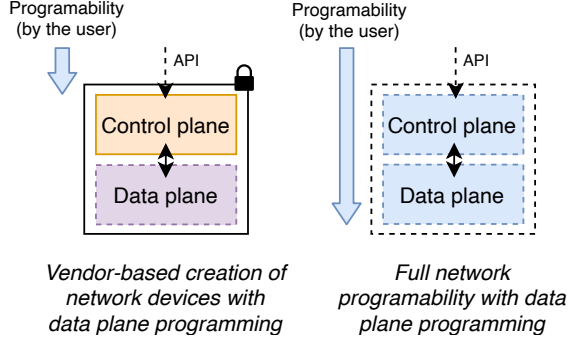 Programability
(by the user)
API
Control plane
Data plane
Vendor-based creation of
network devices with
data plane programming
Programability
(by the user)
API
Control plane
Data plane
Full network
programability with data
plane programming